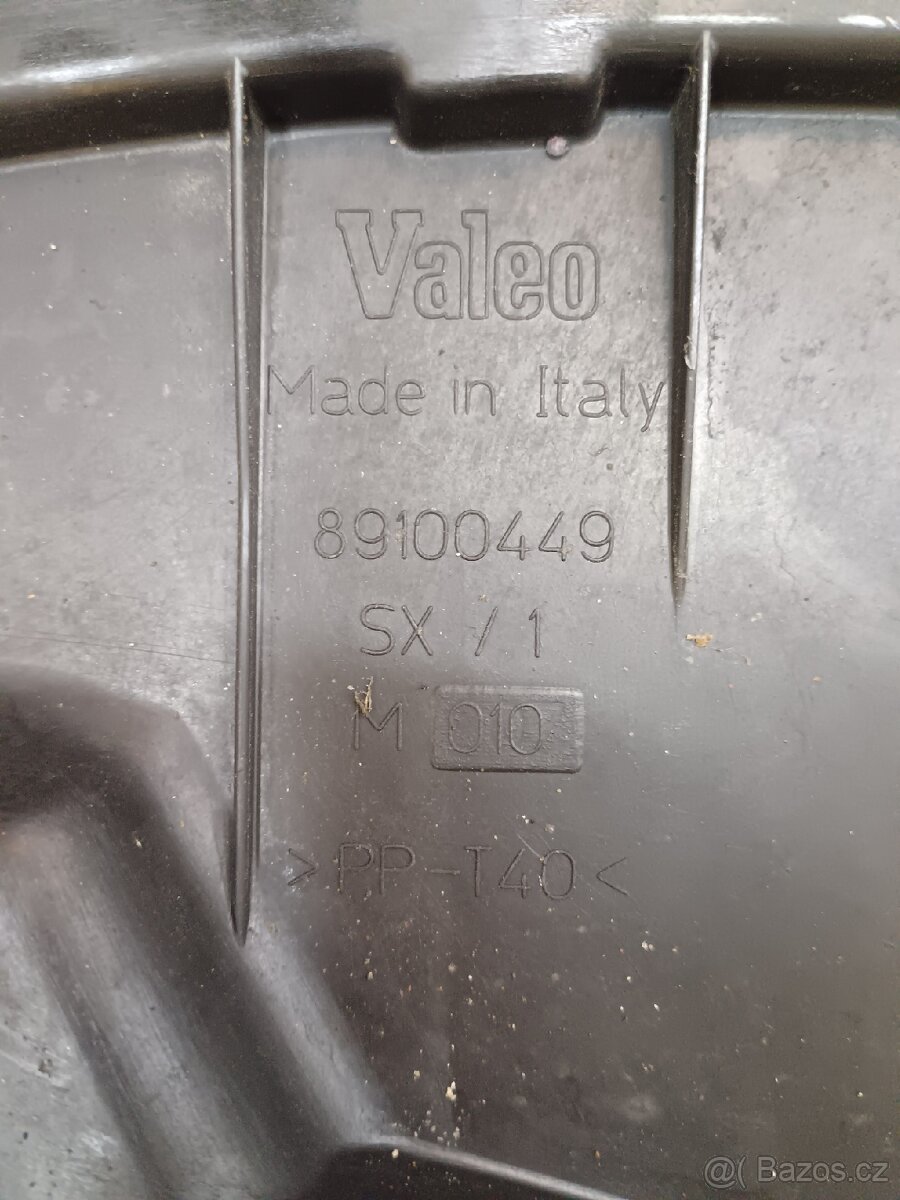 Valeo
Made in Italy
89100449
SX / 1
M 010
>PP-T40<
@( Bazos.cz